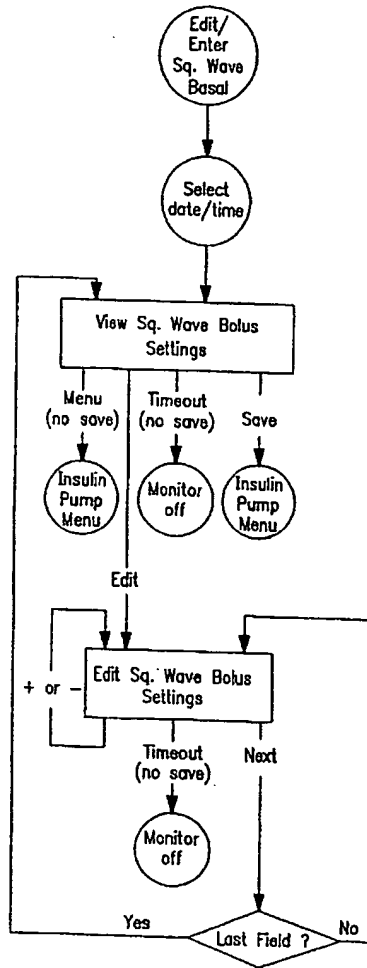 Edit/
Enter
Sq. Wave
Basal
Select
date/time
View Sq. Wave Bolus
Settings
Menu
(no save)
Timeout
(no save)
Save
Insulin
Pump
Menu
Monitor
off
Insulin
Pump
Menu
Edit
+ or -
Edit Sq. Wave Bolus
Settings
Timeout
(no save)
Next
Monitor
off
Yes
Last Field ?
No